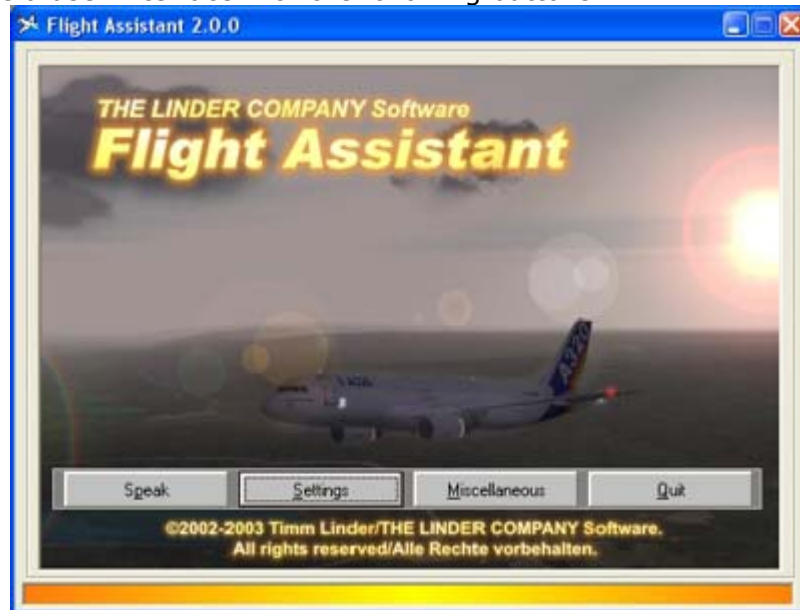 Flight Assistant 2.0.0
THE LINDER COMPANY Software
Flight Assistant
A320
Speak
Settings
Miscellaneous
Quit
©2002-2003 Timm Linder/THE LINDER COMPANY Software.
All rights reserved/Alle Rechte vorbehalten.